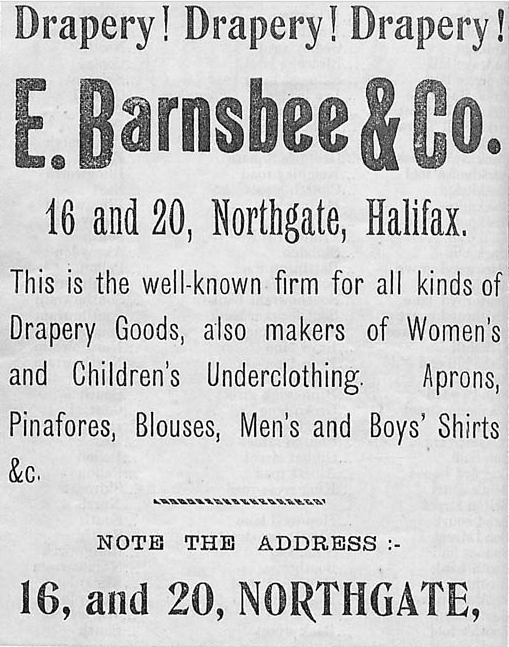 Drapery! Drapery! Drapery!
E. Barnsbee & Co.
16 and 20, Northgate, Halifax.
This is the well-known firm for all kinds of
Drapery Goods, also makers of Women's
and Children's Underclothing. Aprons,
Pinafores, Blouses, Men's and Boys' Shirts
&c.
NOTE THE ADDRESS :-
16, and 20, NORTHGATE,